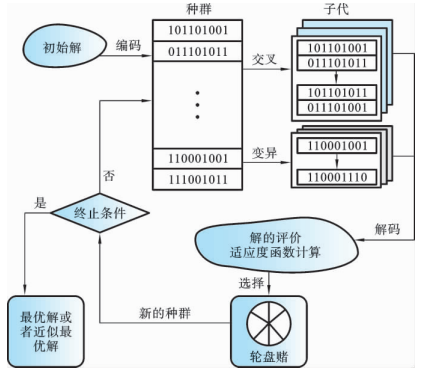 种群
子代
初始解
编码
101101001
011101011
交叉
101101001
011101011
101101011
011101001
110001001
111001011
变异
110001001
110001110
否
是
终止条件
解码
解的评价
适应度函数计算
选择
新的种群
最优解或
者近似最
优解
轮盘赌